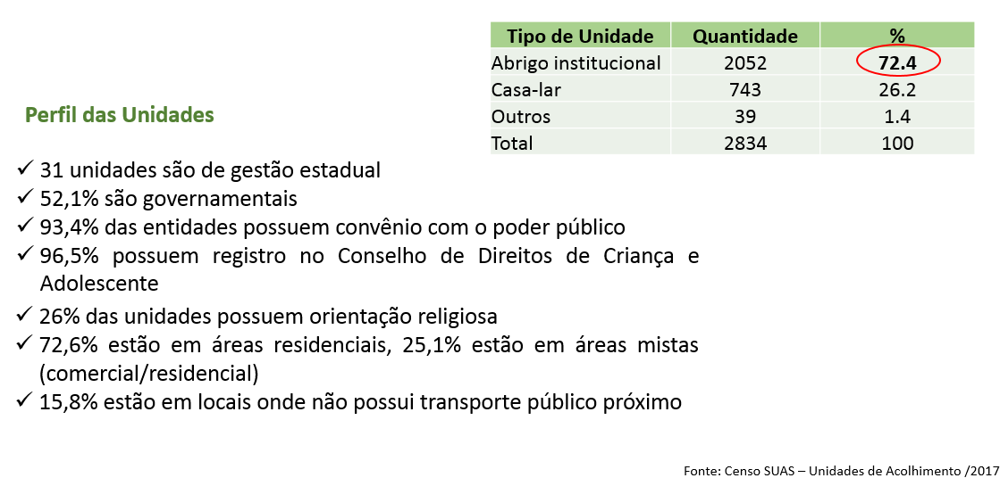 Tipo de Unidade Quantidade %
Abrigo institucional 2052 72.4
Casa-lar 743 26.2
Outros 39 1.4
Total 2834 100
Perfil das Unidades
✓ 31 unidades são de gestão estadual
✓ 52,1% são governamentais
✓ 93,4% das entidades possuem convênio com o poder público
✓ 96,5% possuem registro no Conselho de Direitos de Criança e
Adolescente
✓ 26% das unidades possuem orientação religiosa
✓ 72,6% estão em áreas residenciais, 25,1% estão em áreas mistas
(comercial/residencial)
✓ 15,8% estão em locais onde não possui transporte público próximo
Fonte: Censo SUAS – Unidades de Acolhimento /2017